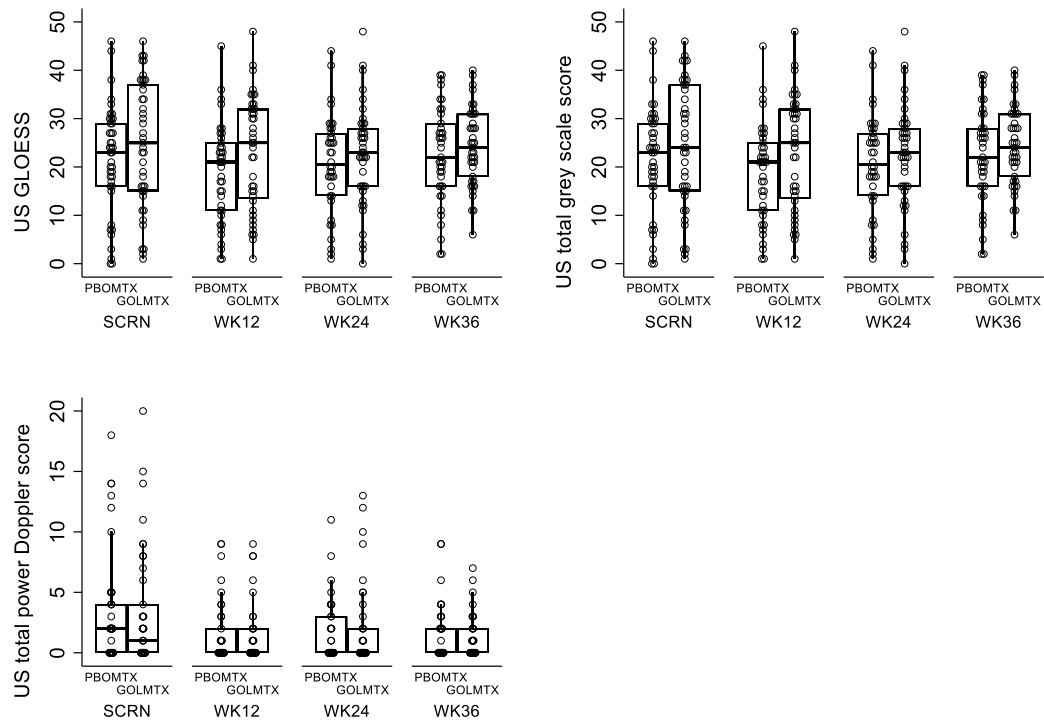 US GLOESS
0 10 20 30 40 50
PBOMTX PBOMTX PBOMTX PBOMTX
GOLMTX GOLMTX GOLMTX GOLMTX
SCRN WK12 WK24 WK36
US total grey scale score
0 10 20 30 40 50
PBOMTX PBOMTX PBOMTX PBOMTX
GOLMTX GOLMTX GOLMTX GOLMTX
SCRN WK12 WK24 WK36
US total power Doppler score
0 5 10 15 20
PBOMTX PBOMTX PBOMTX PBOMTX
GOLMTX GOLMTX GOLMTX GOLMTX
SCRN WK12 WK24 WK36